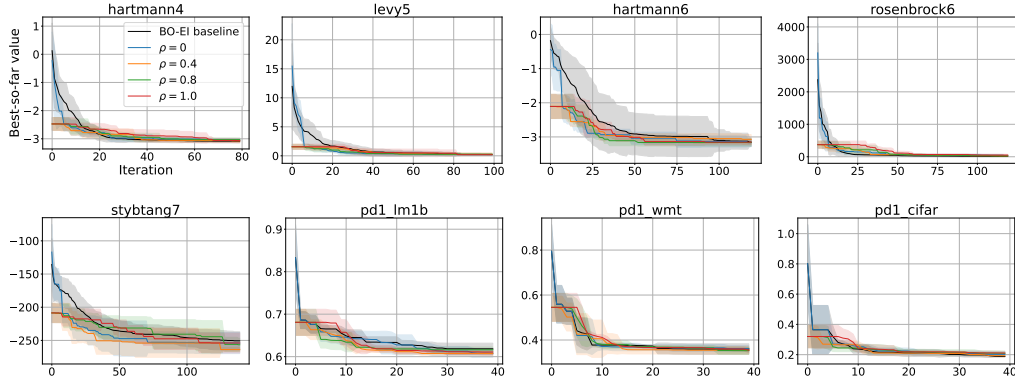 hartmann4
levy5
hartmann6
rosenbrock6
Best-so-far value
1
0
−1
−2
−3
BO-EI baseline
ρ = 0
ρ = 0.4
ρ = 0.8
ρ = 1.0
0 20 40 60 80
Iteration
20
15
10
5
0
0 20 40 60 80 100
0
−1
−2
−3
0 25 50 75 100
4000
3000
2000
1000
0
0 25 50 75 100
stybtang7
pd1_lm1b
pd1_wmt
pd1_cifar
−100
−150
−200
−250
0 50 100
0.9
0.8
0.7
0.6
0 10 20 30 40
0.8
0.6
0.4
0 10 20 30 40
1.0
0.8
0.6
0.4
0.2
0 10 20 30 40